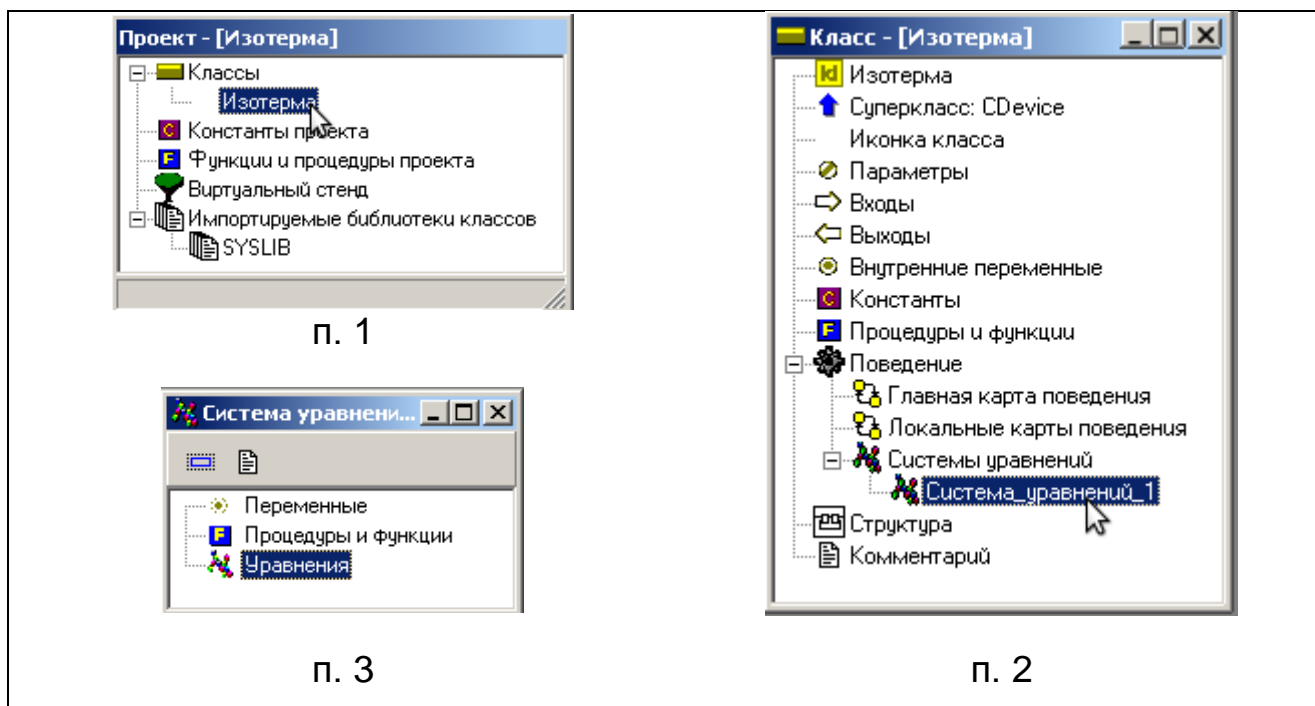 Проект - [Изотерма]
Классы
Изотерма
Константы проекта
Функции и процедуры проекта
Виртуальный стенд
Импортируемые библиотеки классов
SYSLIB
п. 1
Класс - [Изотерма]
Изотерма
Суперкласс: CDevice
Иконка класса
Параметры
Входы
Выходы
Внутренние переменные
Константы
Процедуры и функции
Поведение
Главная карта поведения
Локальные карты поведения
Системы уравнений
Система_уравнений_1
Структура
Комментарий
п. 2
Система уравнени...
Переменные
Процедуры и функции
Уравнения
п. 3